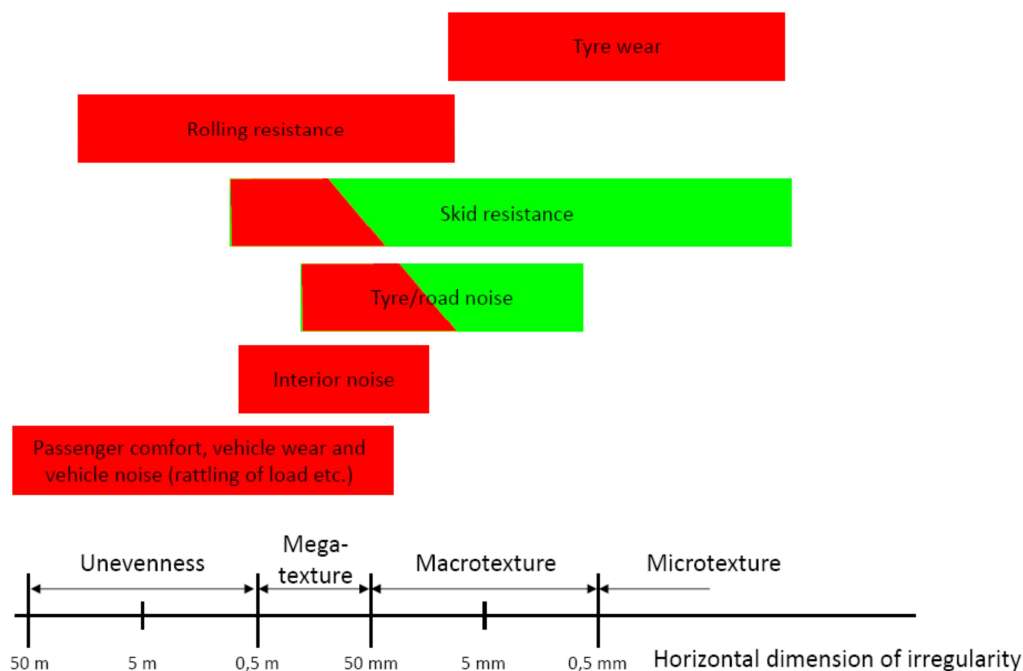 Tyre wear
Rolling resistance
Skid resistance
Tyre/road noise
Interior noise
Passenger comfort, vehicle wear and
vehicle noise (rattling of load etc.)
Unevenness
Mega-
texture
Macrotexture
Microtexture
50 m
5 m
0,5 m
50 mm
5 mm
0,5 mm
Horizontal dimension of irregularity